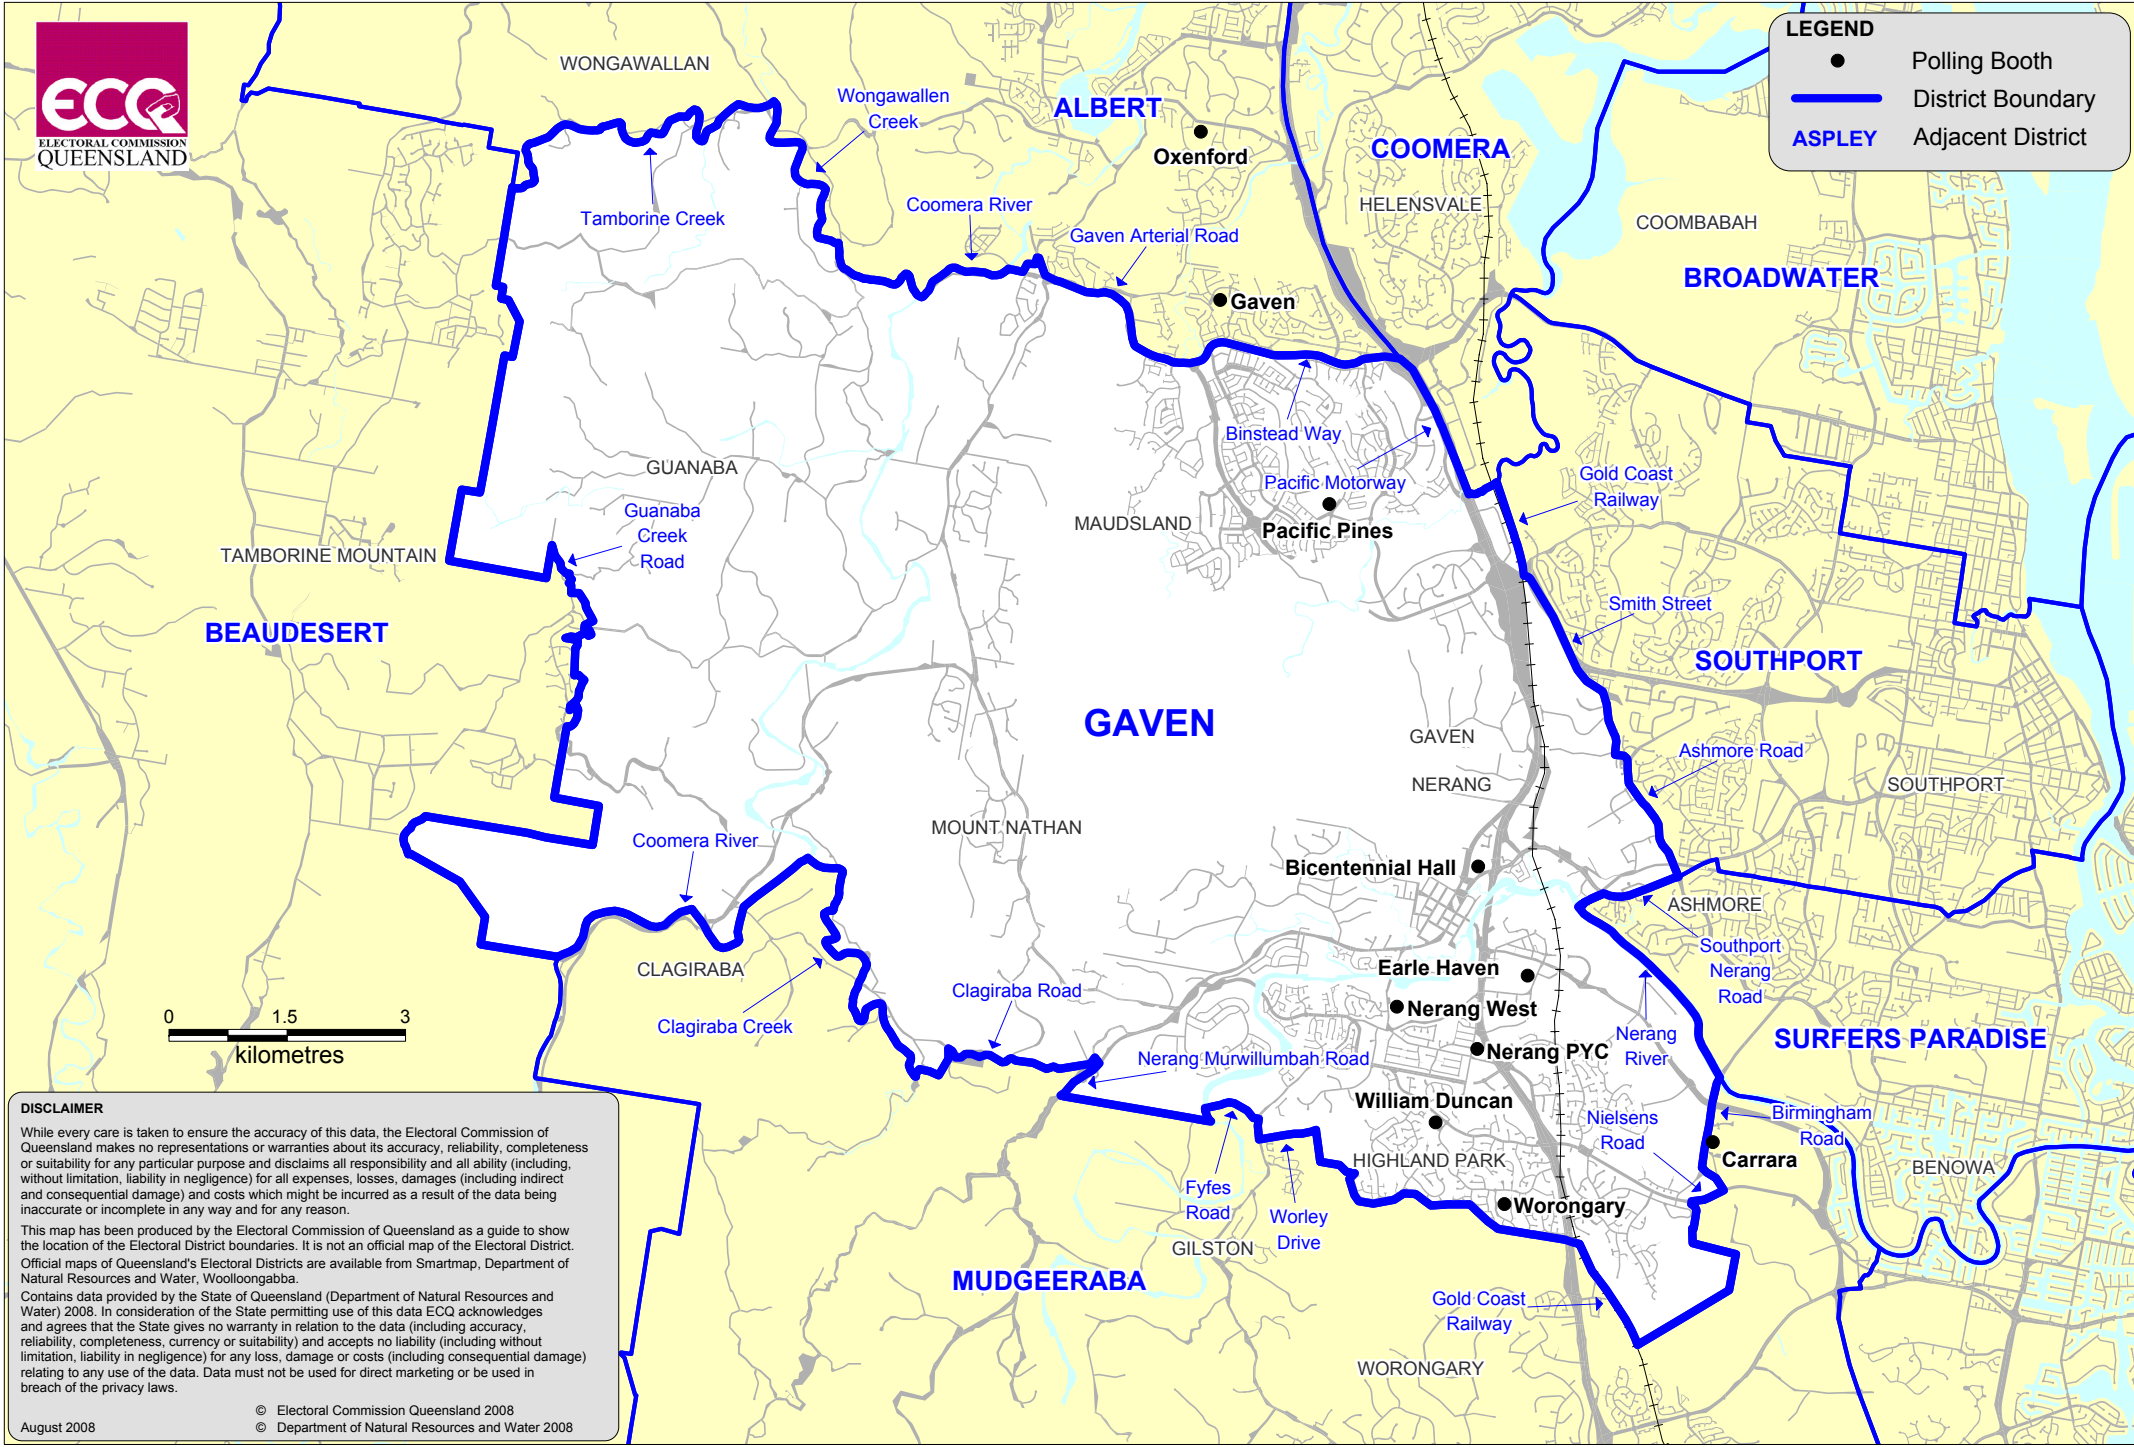 ECQ
ELECTORAL COMMISSION
QUEENSLAND
LEGEND
Polling Booth
District Boundary
ASPLEY Adjacent District
WONGAWALLAN
Wongawallen
Creek
ALBERT
Oxenford
COOMERA
HELENSVALE
COOMBABAH
BROADWATER
Tamborine Creek
Coomera River
Gaven Arterial Road
Gaven
Binstead Way
Pacific Motorway
Pacific Pines
Gold Coast
Railway
GUANABA
Guanaba
Creek
Road
MAUDSLAND
TAMBORINE MOUNTAIN
BEAUDESERT
Smith Street
SOUTHPORT
GAVEN
GAVEN
NERANG
Ashmore Road
SOUTHPORT
MOUNT NATHAN
Coomera River
Bicentennial Hall
ASHMORE
Southport
Nerang
Road
CLAGIRABA
Clagiraba Creek
Clagiraba Road
Earle Haven
Nerang West
Nerang
River
SURFERS PARADISE
Nerang Murwillumbah Road
Nerang PYC
William Duncan
Nielsens
Road
Birmingham
Road
Carrara
BENOWA
HIGHLAND PARK
Fyfes
Road
Worley
Drive
Worongary
GILSTON
MUDGEERABA
Gold Coast
Railway
WORONGARY
0 1.5 3
kilometres
DISCLAIMER
While every care is taken to ensure the accuracy of this data, the Electoral Commission of
Queensland makes no representations or warranties about its accuracy, reliability, completeness
or suitability for any particular purpose and disclaims all responsibility and all ability (including,
without limitation, liability in negligence) for all expenses, losses, damages (including indirect
and consequential damage) and costs which might be incurred as a result of the data being
inaccurate or incomplete in any way and for any reason.
This map has been produced by the Electoral Commission of Queensland as a guide to show
the location of the Electoral District boundaries. It is not an official map of the Electoral District.
Official maps of Queensland's Electoral Districts are available from Smartmap, Department of
Natural Resources and Water, Woolloongabba.
Contains data provided by the State of Queensland (Department of Natural Resources and
Water) 2008. In consideration of the State permitting use of this data ECQ acknowledges
and agrees that the State gives no warranty in relation to the data (including accuracy,
reliability, completeness, currency or suitability) and accepts no liability (including without
limitation, liability in negligence) for any loss, damage or costs (including consequential damage)
relating to any use of the data. Data must not be used for direct marketing or be used in
breach of the privacy laws.
© Electoral Commission Queensland 2008
August 2008 © Department of Natural Resources and Water 2008